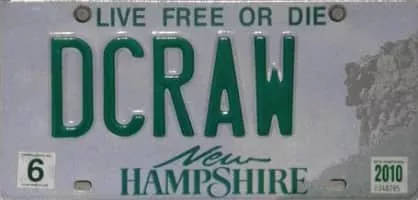 LIVE FREE OR DIE
DCRAW
6
2010
New
HAMPSHIRE